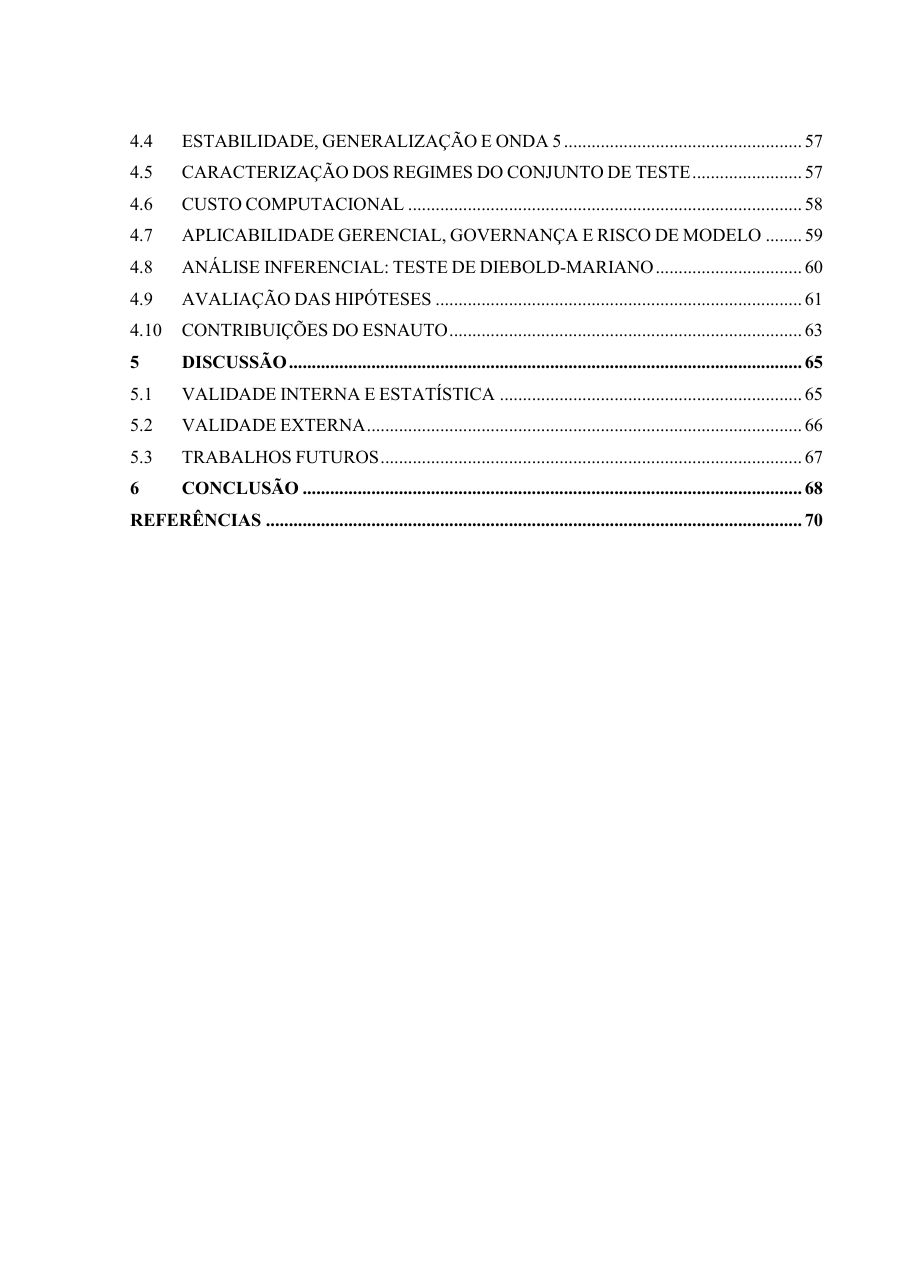 4.4 ESTABILIDADE, GENERALIZAÇÃO E ONDA 5 .................................................... 57
4.5 CARACTERIZAÇÃO DOS REGIMES DO CONJUNTO DE TESTE ........................ 57
4.6 CUSTO COMPUTACIONAL ...................................................................................... 58
4.7 APLICABILIDADE GERENCIAL, GOVERNANÇA E RISCO DE MODELO ........ 59
4.8 ANÁLISE INFERENCIAL: TESTE DE DIEBOLD-MARIANO ................................ 60
4.9 AVALIAÇÃO DAS HIPÓTESES ................................................................................ 61
4.10 CONTRIBUIÇÕES DO ESNAUTO ............................................................................. 63
5 DISCUSSÃO ................................................................................................................ 65
5.1 VALIDADE INTERNA E ESTATÍSTICA .................................................................. 65
5.2 VALIDADE EXTERNA ............................................................................................... 66
5.3 TRABALHOS FUTUROS ............................................................................................ 67
6 CONCLUSÃO ............................................................................................................. 68
REFERÊNCIAS ..................................................................................................................... 70